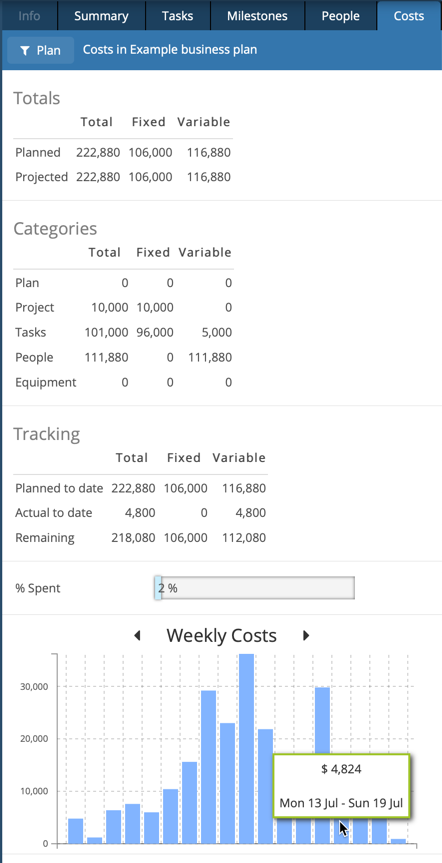 Info Summary Tasks Milestones People Costs
Plan Costs in Example business plan
Totals
Total Fixed Variable
Planned 222,880 106,000 116,880
Projected 222,880 106,000 116,880
Categories
Total Fixed Variable
Plan 0 0 0
Project 10,000 10,000 0
Tasks 101,000 96,000 5,000
People 111,880 0 111,880
Equipment 0 0 0
Tracking
Total Fixed Variable
Planned to date 222,880 106,000 116,880
Actual to date 4,800 0 4,800
Remaining 218,080 106,000 112,080
% Spent 2 %
Weekly Costs
30,000
20,000
$ 4,824
10,000
Mon 13 Jul - Sun 19 Jul
0